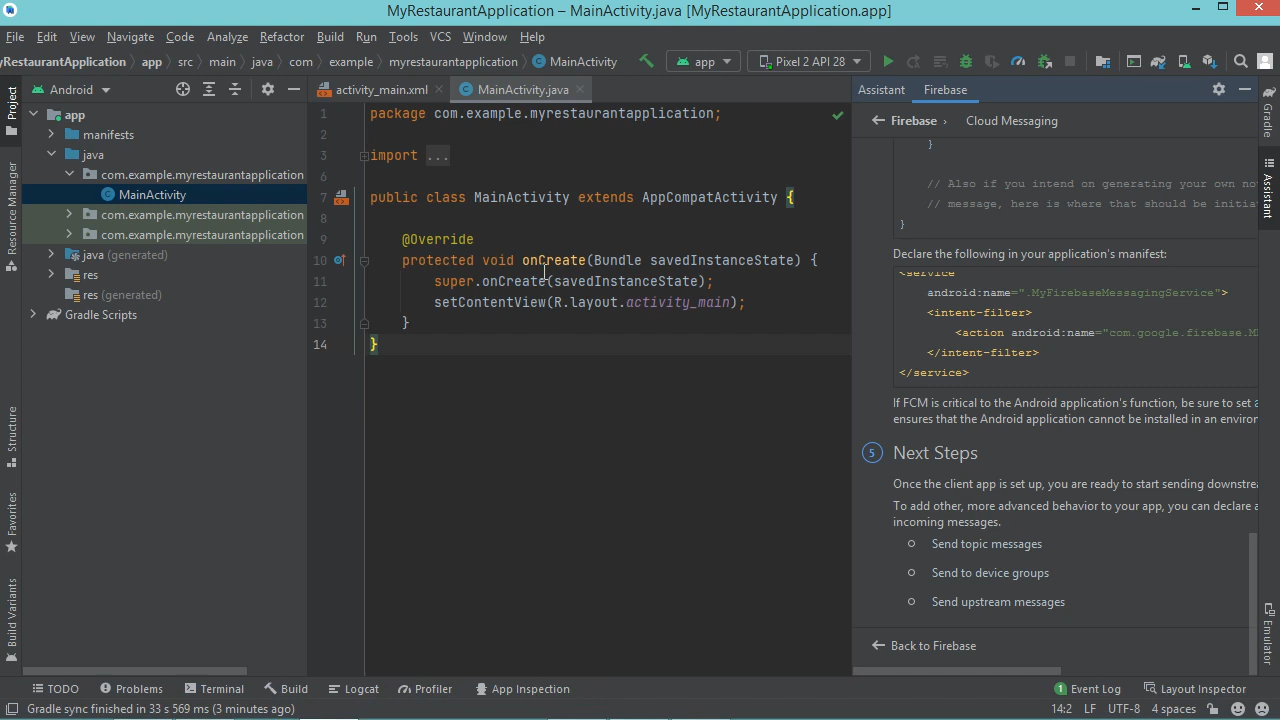 MyRestaurantApplication – MainActivity.java [MyRestaurantApplication.app]
File Edit View Navigate Code Analyze Refactor Build Run Tools VCS Window Help
yRestaurantApplication › app › src › main › java › com › example › myrestaurantapplication › MainActivity app Pixel 2 API 28
Android
activity_main.xml MainActivity.java
Assistant Firebase
Project
Resource Manager
Structure
Favorites
Build Variants
app
manifests
java
com.example.myrestaurantapplication
MainActivity
com.example.myrestaurantapplication
com.example.myrestaurantapplication
java (generated)
res
res (generated)
Gradle Scripts
1 package com.example.myrestaurantapplication;
2
3 import ...
6
7 public class MainActivity extends AppCompatActivity {
8
9 @Override
10 protected void onCreate(Bundle savedInstanceState) {
11 super.onCreate(savedInstanceState);
12 setContentView(R.layout.activity_main);
13 }
14 }
Firebase › Cloud Messaging
}
// Also if you intend on generating your own no
// message, here is where that should be initia
}
Declare the following in your application's manifest:
<service
android:name=".MyFirebaseMessagingService">
<intent-filter>
<action android:name="com.google.firebase.M
</intent-filter>
</service>
If FCM is critical to the Android application's function, be sure to set a
ensures that the Android application cannot be installed in an environ
5 Next Steps
Once the client app is set up, you are ready to start sending downstrea
To add other, more advanced behavior to your app, you can declare a
incoming messages.
Send topic messages
Send to device groups
Send upstream messages
Back to Firebase
Gradle
Assistant
Emulator
TODO Problems Terminal Build Logcat Profiler App Inspection 1 Event Log Layout Inspector
Gradle sync finished in 33 s 569 ms (3 minutes ago) 14:2 LF UTF-8 4 spaces